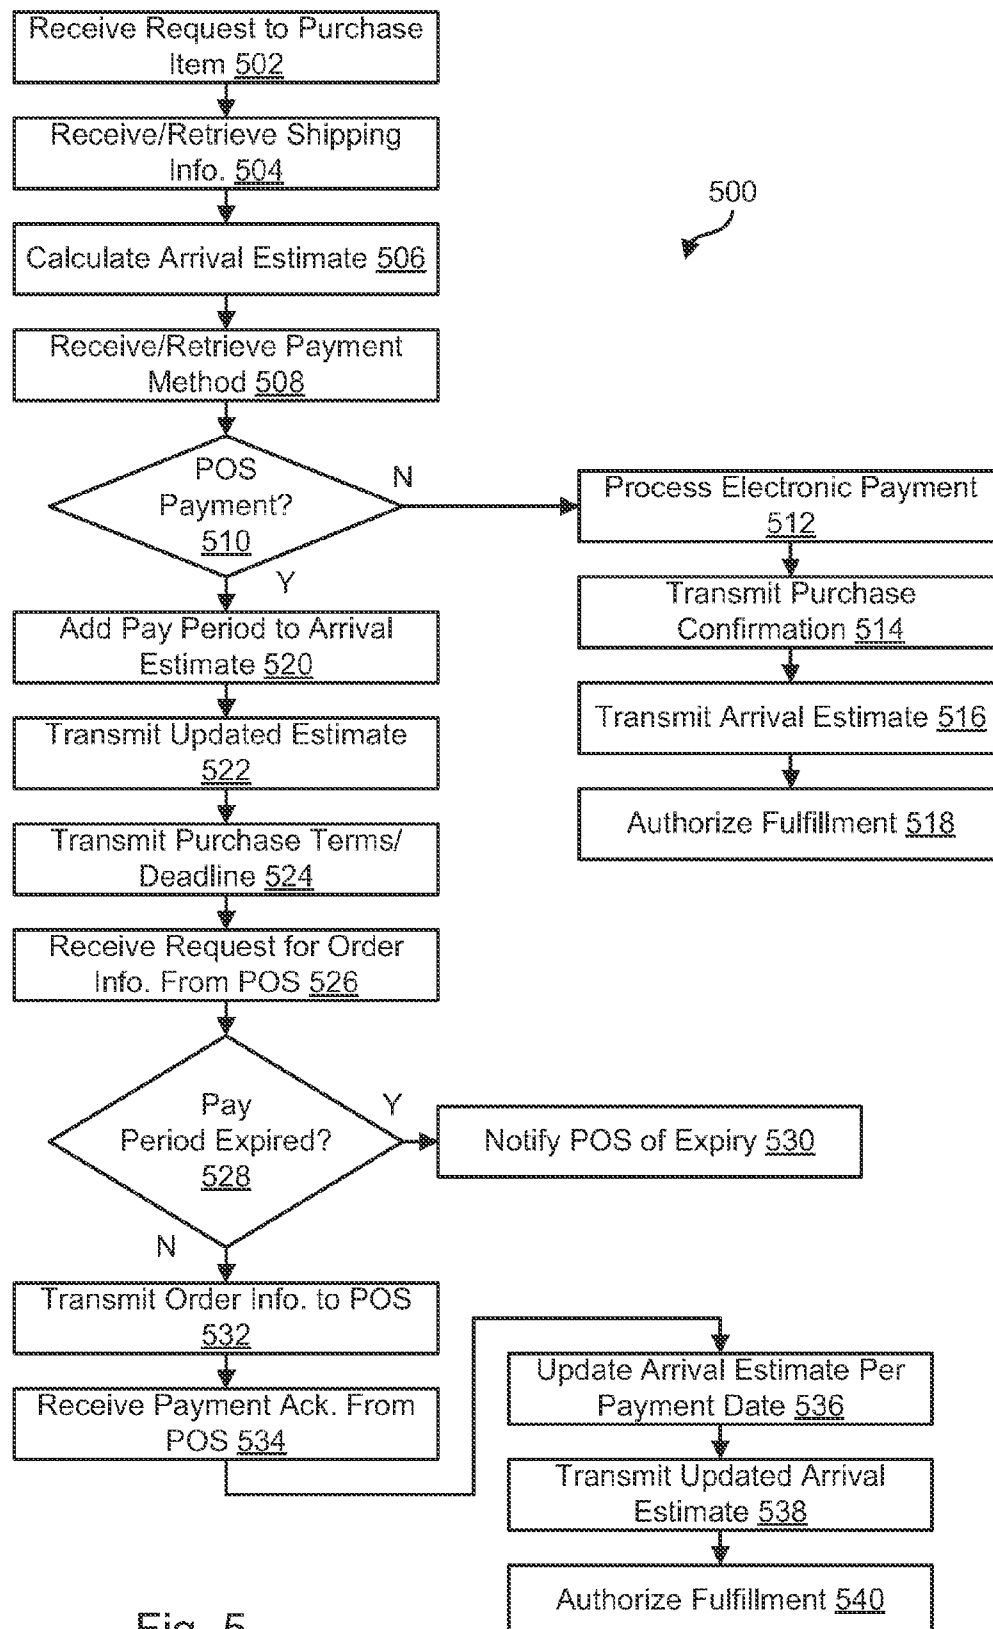 Receive Request to Purchase
Item 502
Receive/Retrieve Shipping
Info. 504
500
Calculate Arrival Estimate 506
Receive/Retrieve Payment
Method 508
POS
Payment?
510
N
Y
Process Electronic Payment
512
Transmit Purchase
Confirmation 514
Transmit Arrival Estimate 516
Authorize Fulfillment 518
Add Pay Period to Arrival
Estimate 520
Transmit Updated Estimate
522
Transmit Purchase Terms/
Deadline 524
Receive Request for Order
Info. From POS 526
Pay
Period Expired?
528
Y
N
Notify POS of Expiry 530
Transmit Order Info. to POS
532
Receive Payment Ack. From
POS 534
Update Arrival Estimate Per
Payment Date 536
Transmit Updated Arrival
Estimate 538
Authorize Fulfillment 540
Fig. 5